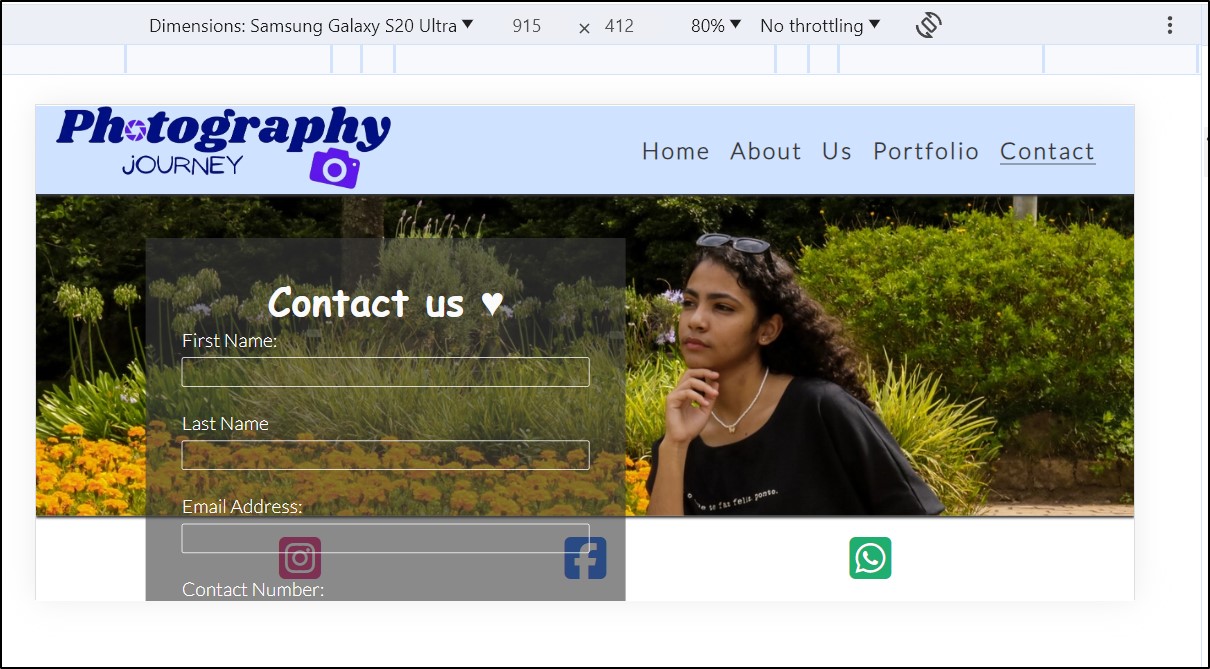 Dimensions: Samsung Galaxy S20 Ultra ▼ 915 × 412 80% ▼ No throttling ▼
Photography
JOURNEY
Home About Us Portfolio Contact
Contact us ♥
First Name:
Last Name
Email Address:
Contact Number: